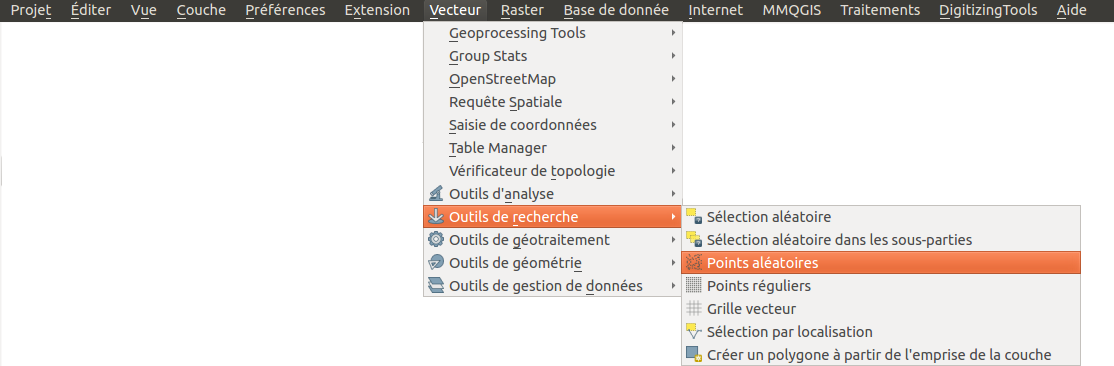 Projet Éditer Vue Couche Préférences Extension Vecteur Raster Base de donnée Internet MMQGIS Traitements DigitizingTools Aide
Geoprocessing Tools
Group Stats
OpenStreetMap
Requête Spatiale
Saisie de coordonnées
Table Manager
Vérificateur de topologie
Outils d'analyse
Outils de recherche
Outils de géotraitement
Outils de géométrie
Outils de gestion de données
Sélection aléatoire
Sélection aléatoire dans les sous-parties
Points aléatoires
Points réguliers
Grille vecteur
Sélection par localisation
Créer un polygone à partir de l'emprise de la couche